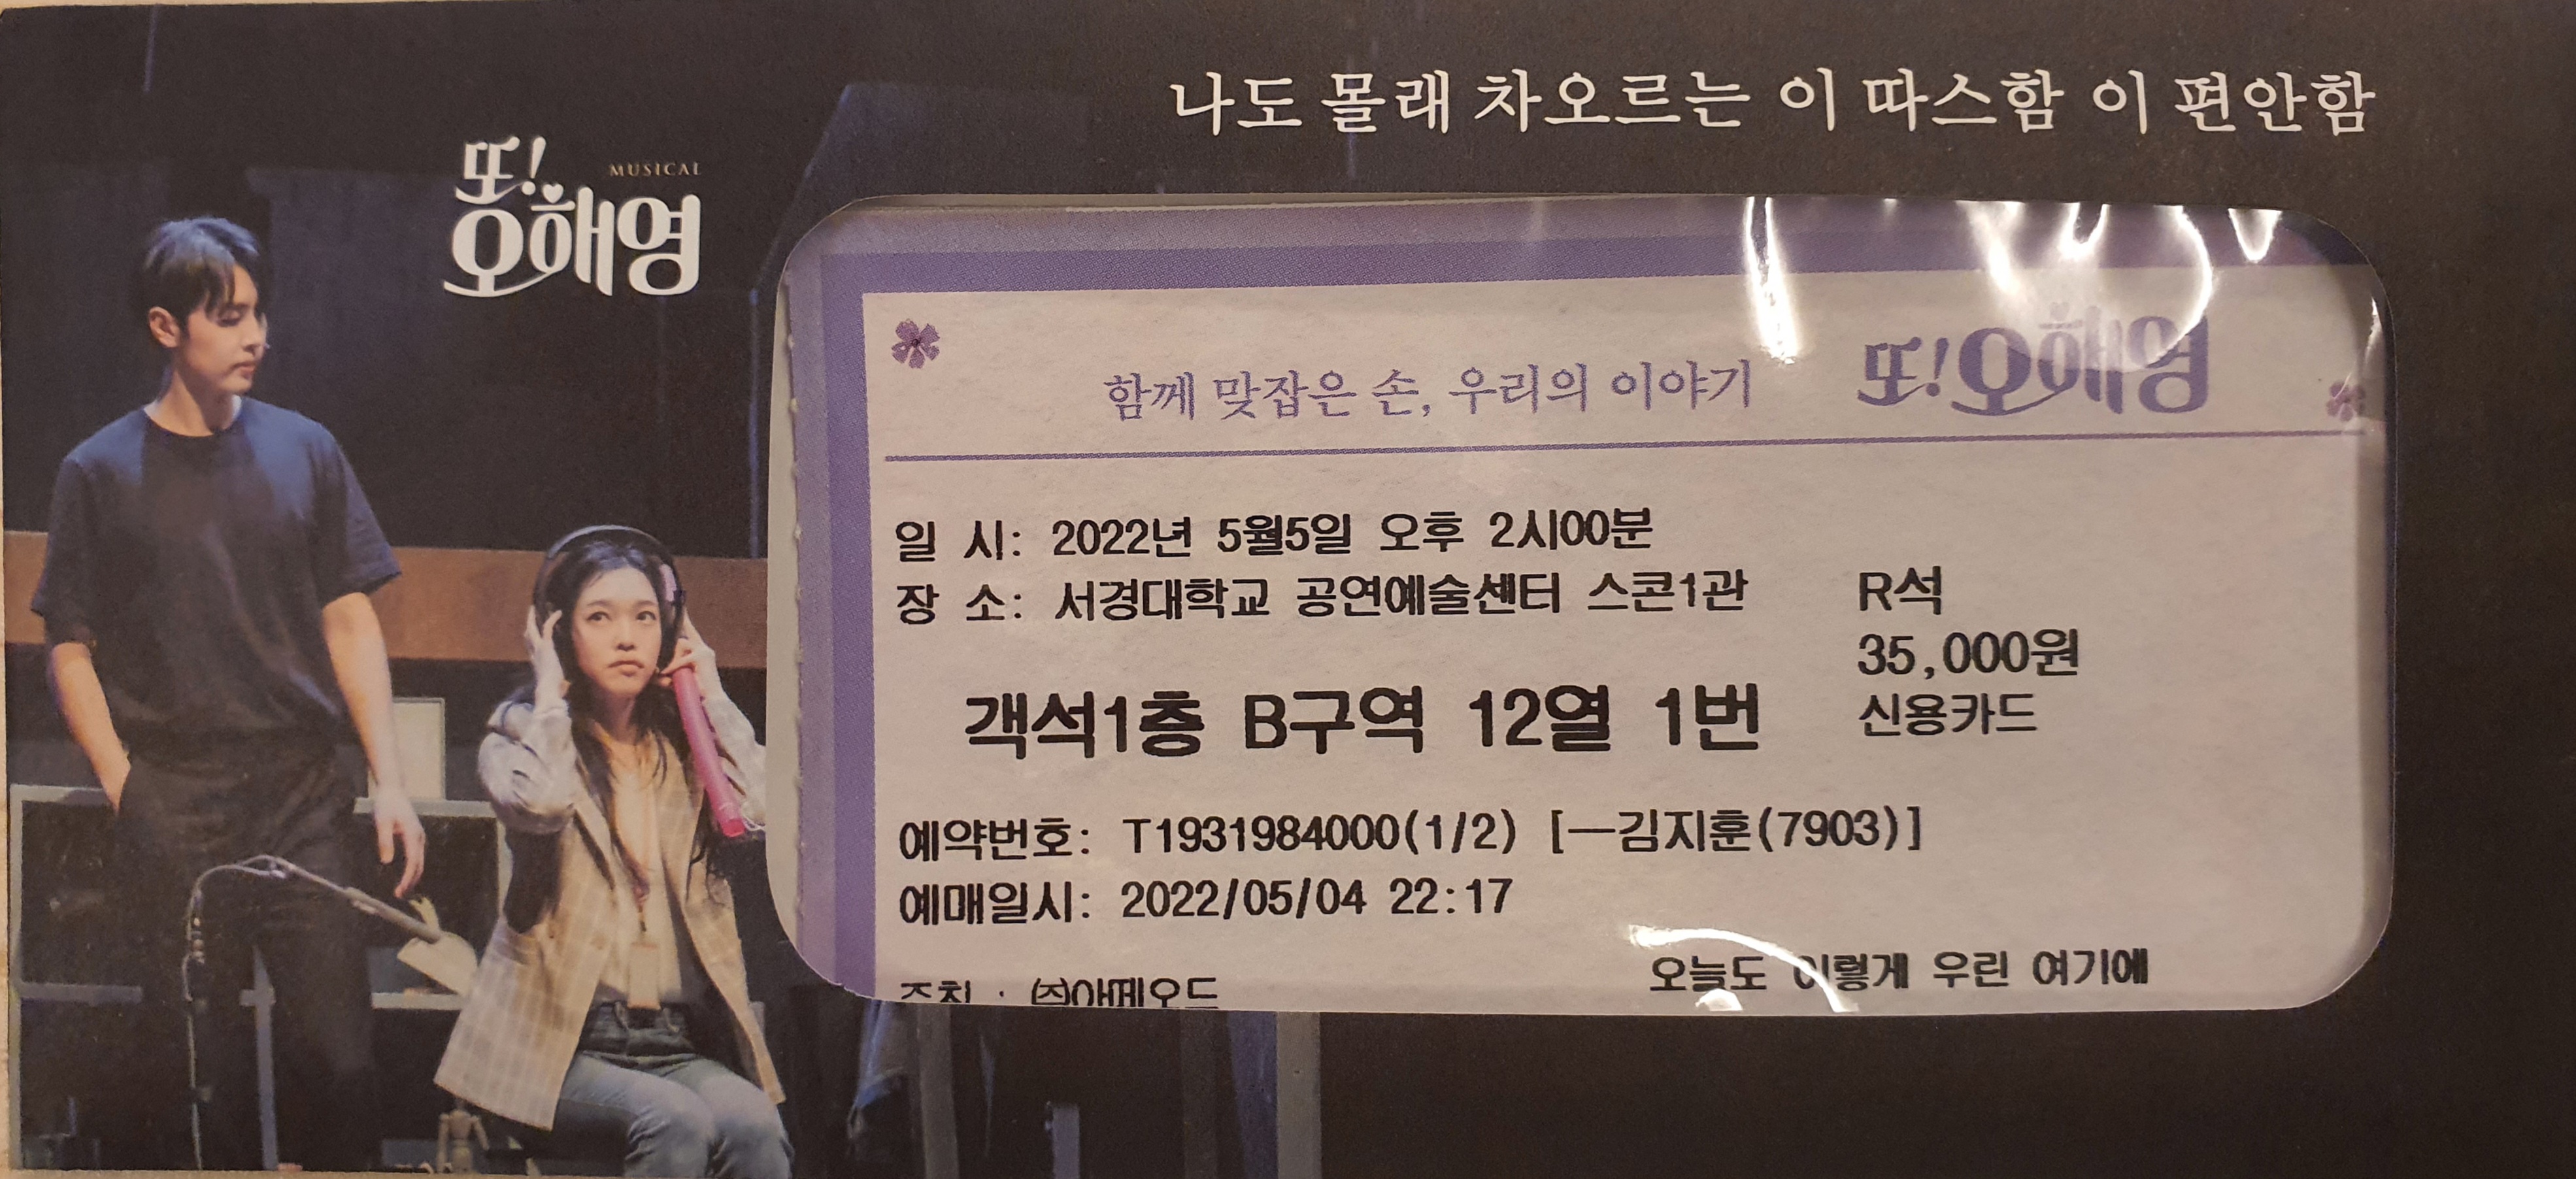 나도 몰래 차오르는 이 따스함 이 편안함
또!
MUSICAL
오해영
함께 맞잡은 손, 우리의 이야기
또!오해영
일 시: 2022년 5월5일 오후 2시00분
장 소: 서경대학교 공연예술센터 스콘1관
R석
35,000원
객석1층 B구역 12열 1번
신용카드
예약번호: T1931984000(1/2) [—김지훈(7903)]
예매일시: 2022/05/04 22:17
오늘도 이렇게 우린 여기에